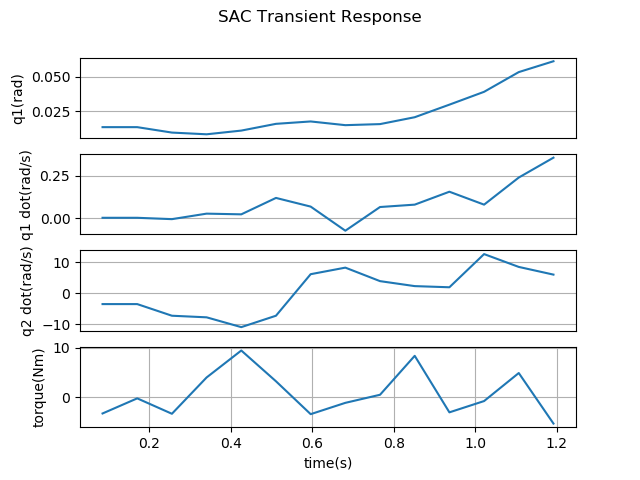 SAC Transient Response
q1(rad)
0.050
0.025
q1 dot(rad/s)
0.25
0.00
q2 dot(rad/s)
10
0
−10
torque(Nm)
10
0
0.2 0.4 0.6 0.8 1.0 1.2
time(s)